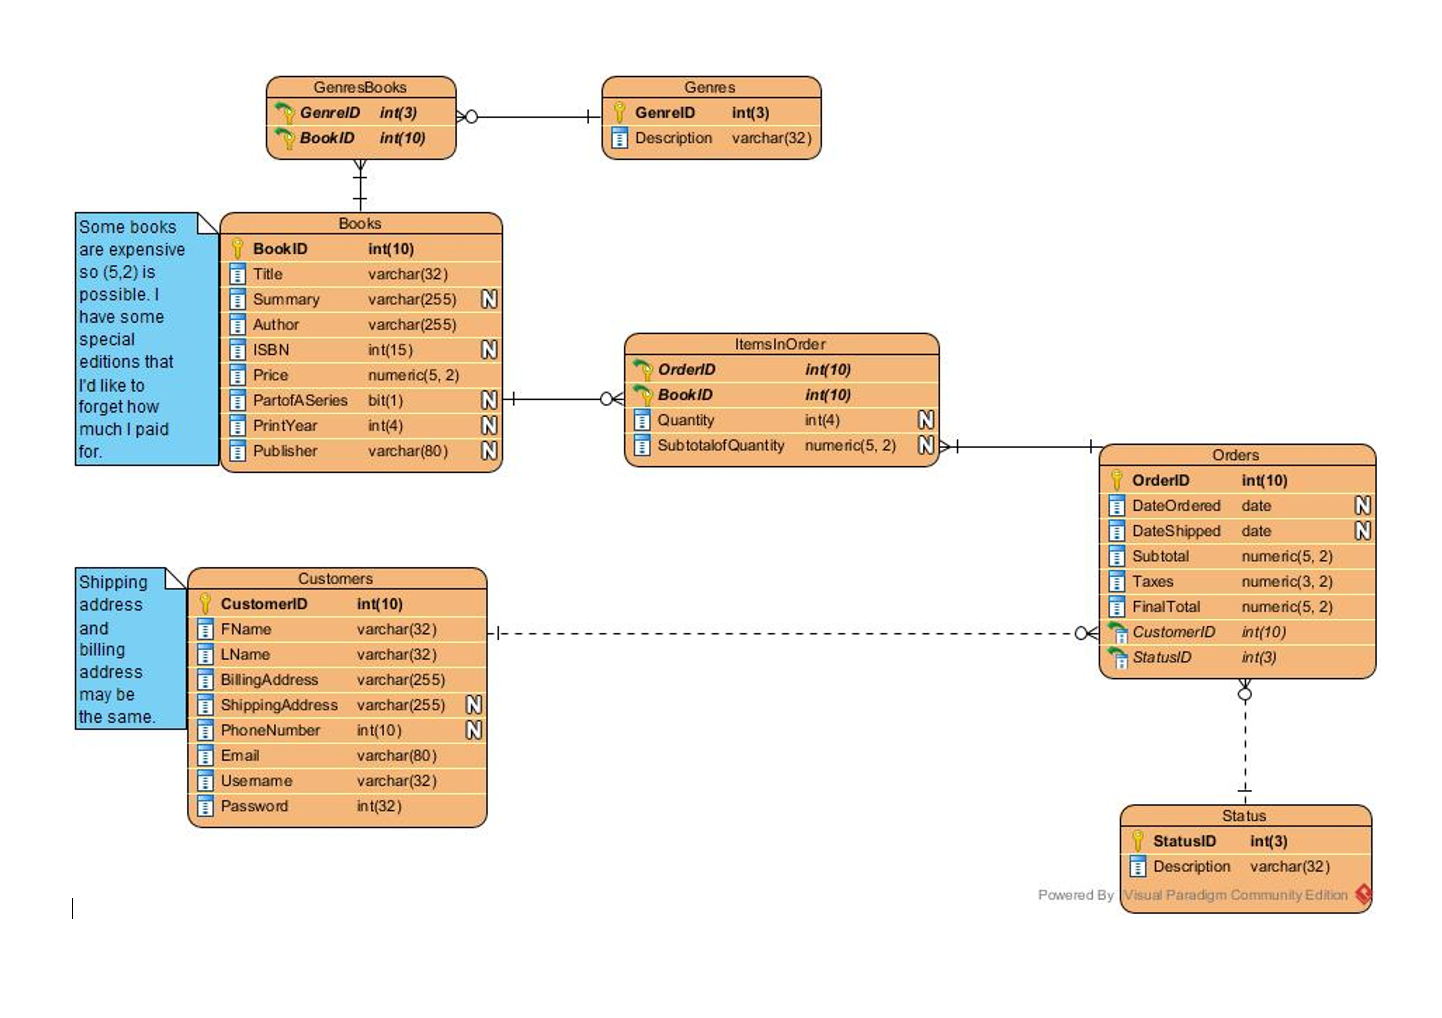 GenresBooks
GenreID int(3)
BookID int(10)
Genres
GenreID int(3)
Description varchar(32)
Some books
are expensive
so (5,2) is
possible. I
have some
special
editions that
I'd like to
forget how
much I paid
for.
Books
BookID int(10)
Title varchar(32)
Summary varchar(255) N
Author varchar(255)
ISBN int(15) N
Price numeric(5, 2)
PartofASeries bit(1) N
PrintYear int(4) N
Publisher varchar(80) N
ItemsInOrder
OrderID int(10)
BookID int(10)
Quantity int(4) N
SubtotalofQuantity numeric(5, 2) N
Orders
OrderID int(10)
DateOrdered date N
DateShipped date N
Subtotal numeric(5, 2)
Taxes numeric(3, 2)
FinalTotal numeric(5, 2)
CustomerID int(10)
StatusID int(3)
Shipping
address
and
billing
address
may be
the same.
Customers
CustomerID int(10)
FName varchar(32)
LName varchar(32)
BillingAddress varchar(255)
ShippingAddress varchar(255) N
PhoneNumber int(10) N
Email varchar(80)
Username varchar(32)
Password int(32)
Status
StatusID int(3)
Description varchar(32)
Powered By Visual Paradigm Community Edition